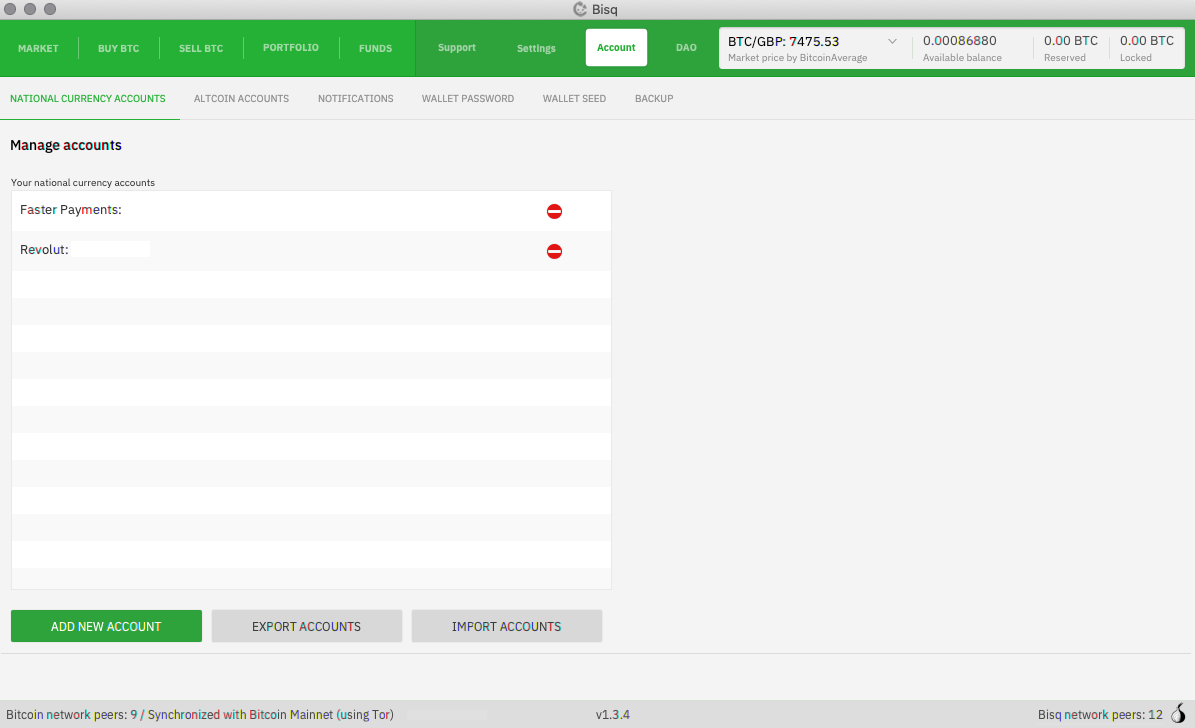 Bisq
MARKET BUY BTC SELL BTC PORTFOLIO FUNDS Support Settings Account DAO
BTC/GBP: 7475.53 0.00086880 0.00 BTC 0.00 BTC
Market price by BitcoinAverage Available balance Reserved Locked
NATIONAL CURRENCY ACCOUNTS ALTCOIN ACCOUNTS NOTIFICATIONS WALLET PASSWORD WALLET SEED BACKUP
Manage accounts
Your national currency accounts
Faster Payments:
Revolut:
ADD NEW ACCOUNT EXPORT ACCOUNTS IMPORT ACCOUNTS
Bitcoin network peers: 9 / Synchronized with Bitcoin Mainnet (using Tor) v1.3.4 Bisq network peers: 12